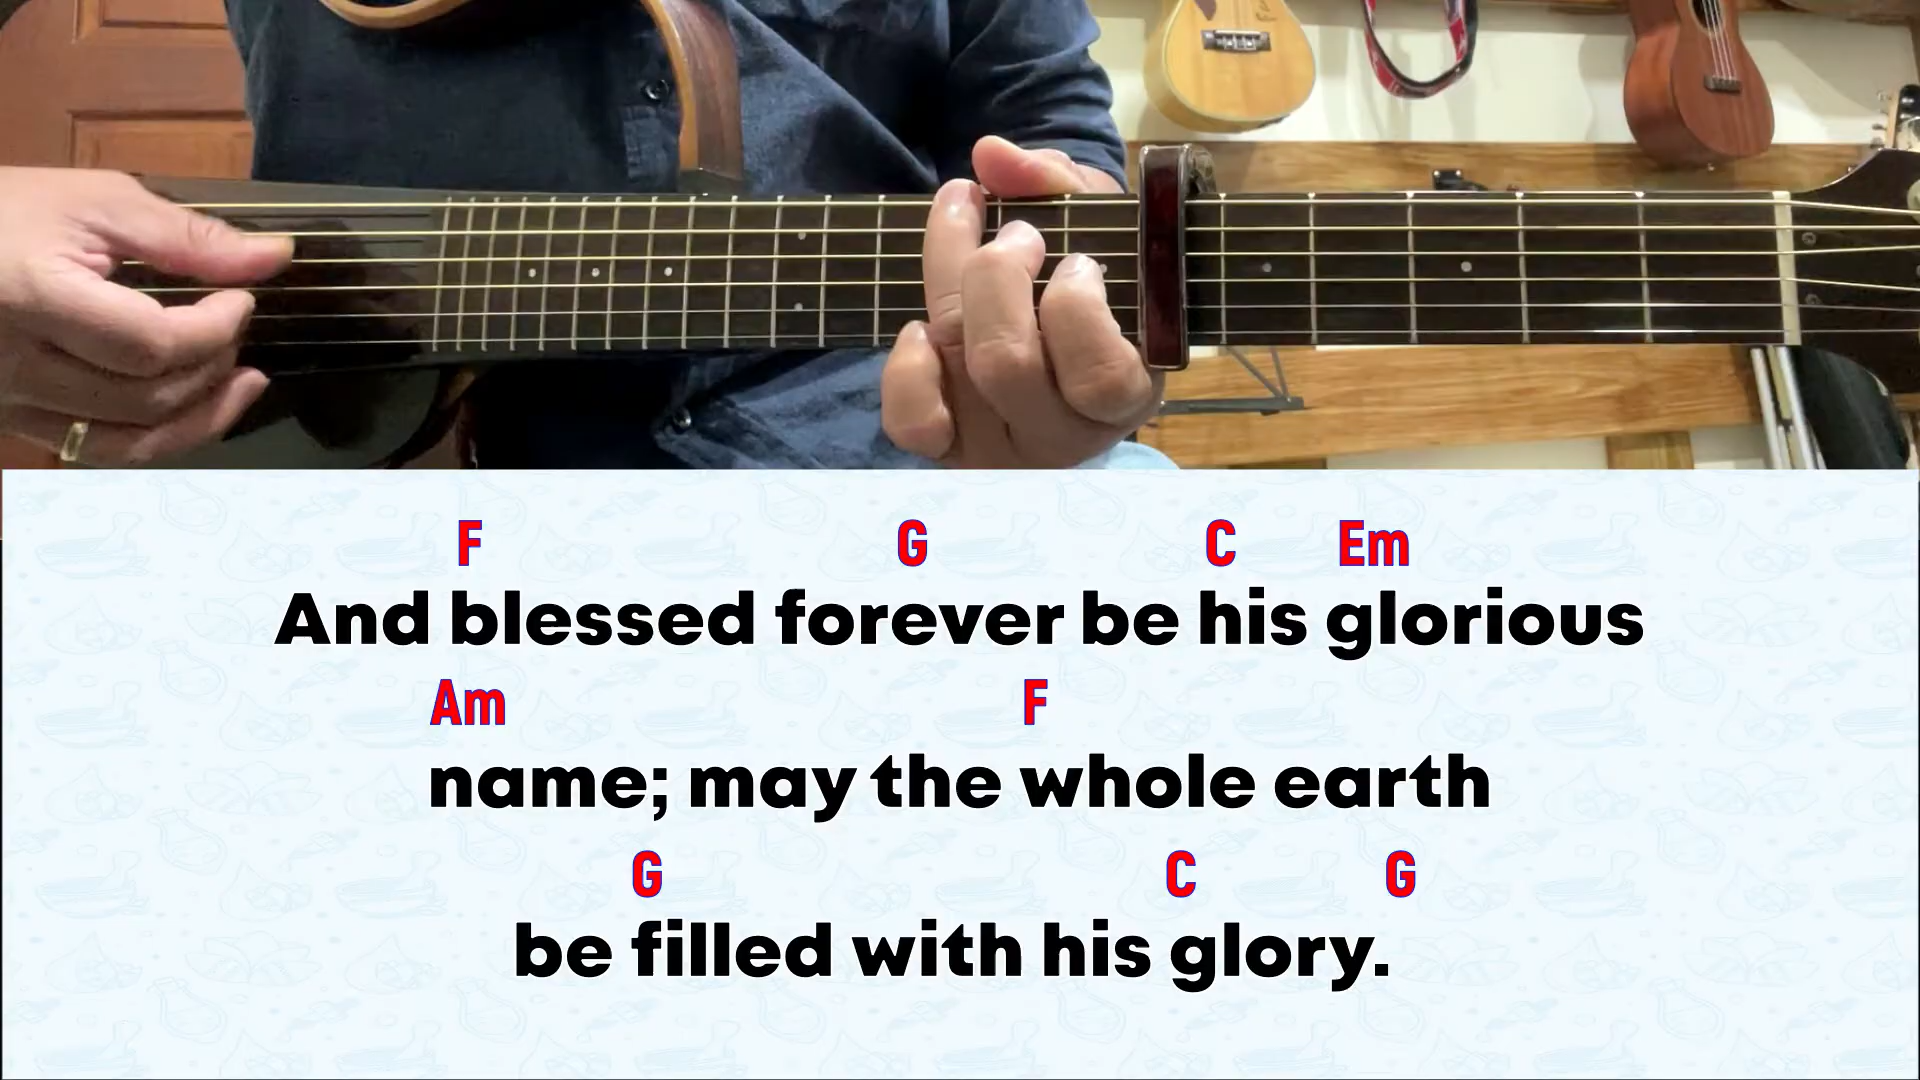 F G C Em
And blessed forever be his glorious
Am F
name; may the whole earth
G C G
be filled with his glory.